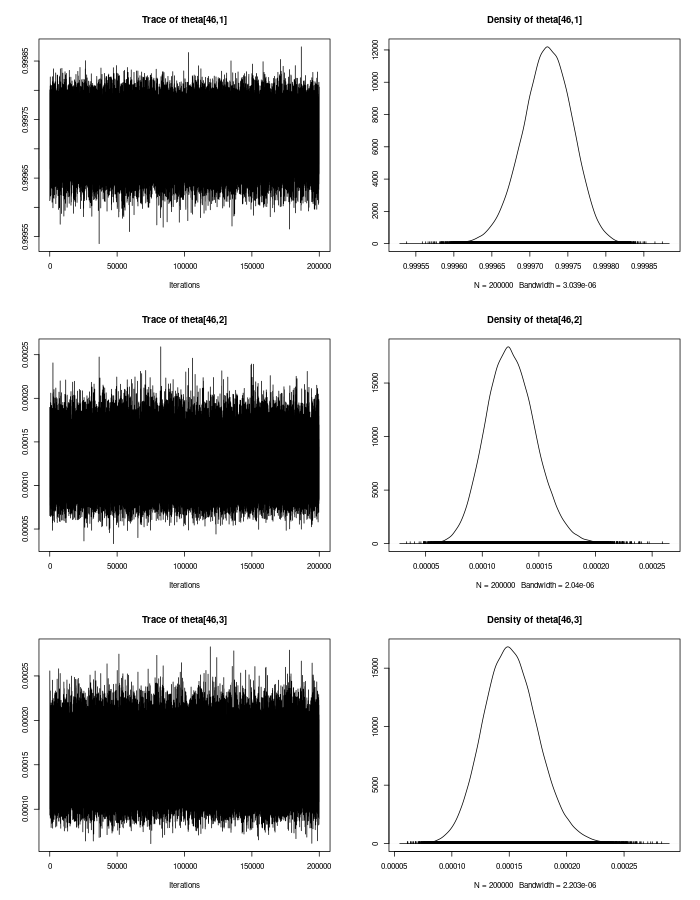 Trace of theta[46,1]
0.99985
0.99975
0.99965
0.99955
0 50000 100000 150000 200000
Iterations
Density of theta[46,1]
12000
10000
8000
6000
4000
2000
0
0.99955 0.99960 0.99965 0.99970 0.99975 0.99980 0.99985
N = 200000 Bandwidth = 3.039e-06
Trace of theta[46,2]
0.00025
0.00020
0.00015
0.00010
0.00005
0 50000 100000 150000 200000
Iterations
Density of theta[46,2]
15000
10000
5000
0
0.00005 0.00010 0.00015 0.00020 0.00025
N = 200000 Bandwidth = 2.04e-06
Trace of theta[46,3]
0.00025
0.00020
0.00015
0.00010
0 50000 100000 150000 200000
Iterations
Density of theta[46,3]
15000
10000
5000
0
0.00005 0.00010 0.00015 0.00020 0.00025
N = 200000 Bandwidth = 2.203e-06